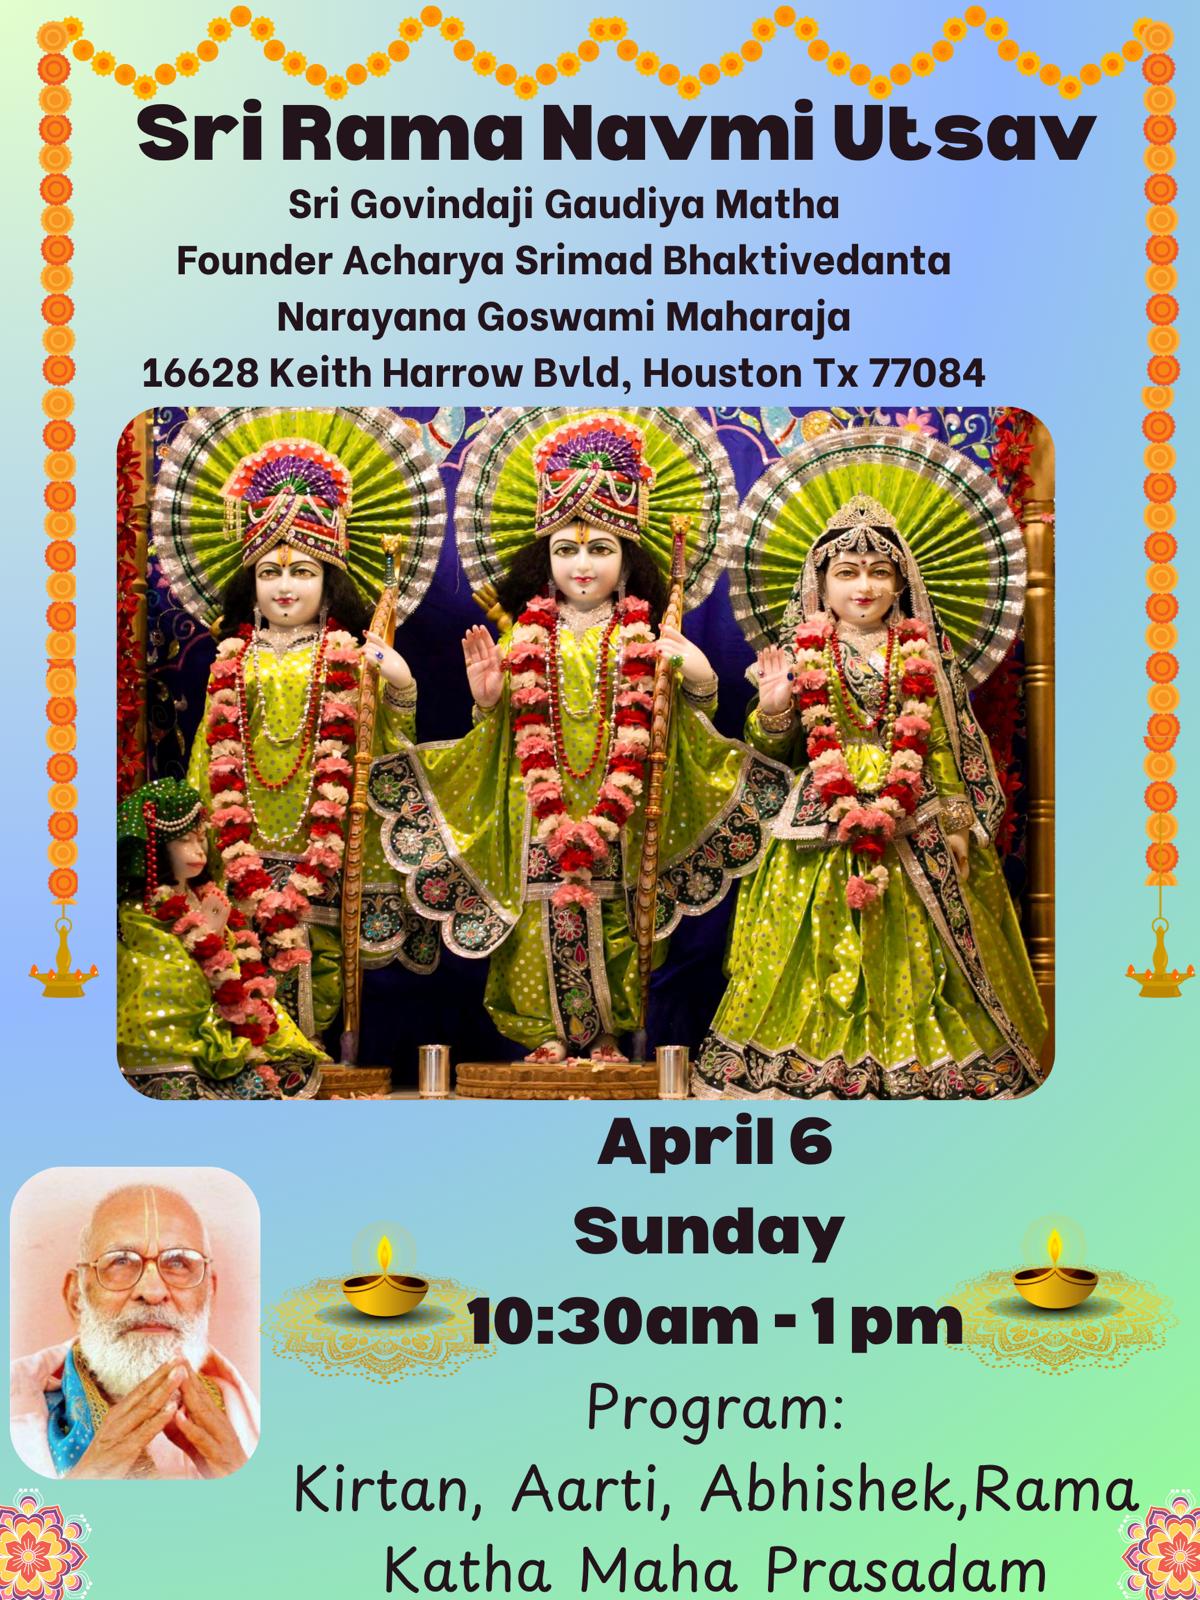 Sri Rama Navmi Utsav
Sri Govindaji Gaudiya Matha
Founder Acharya Srimad Bhaktivedanta
Narayana Goswami Maharaja
16628 Keith Harrow Bvld, Houston Tx 77084
April 6
Sunday
10:30am - 1 pm
Program:
Kirtan, Aarti, Abhishek,Rama
Katha Maha Prasadam